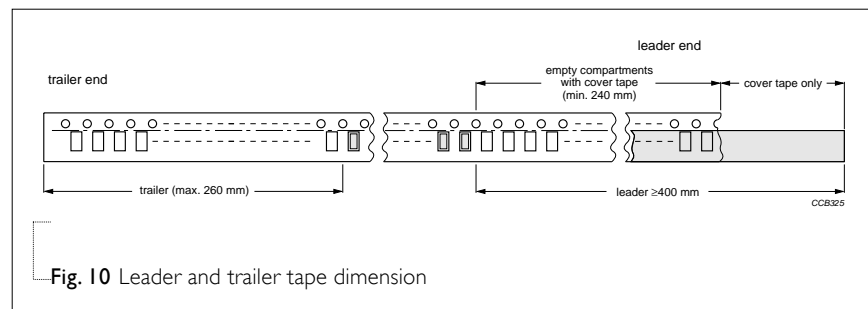 leader end
trailer end
empty compartments
with cover tape
(min. 240 mm)
cover tape only
trailer (max. 260 mm)
leader ≥400 mm
CCB325
Fig. 10 Leader and trailer tape dimension